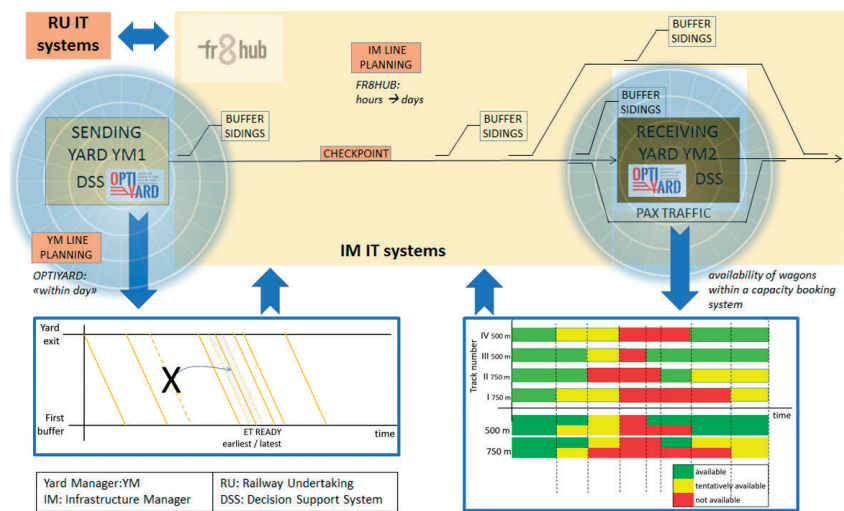 RU IT
systems
fr8hub
IM LINE
PLANNING
FR8HUB:
hours → days
BUFFER
SIDINGS
BUFFER
SIDINGS
BUFFER
SIDINGS
BUFFER
SIDINGS
SENDING
YARD YM1
DSS
OPTI
YARD
CHECKPOINT
RECEIVING
YARD YM2
OPTI
YARD
DSS
PAX TRAFFIC
YM LINE
PLANNING
OPTIYARD:
«within day»
IM IT systems
availability of wagons
within a capacity booking
system
Yard
exit
X
First
buffer
ET READY
earliest / latest
time
Track number
IV 500 m
III 500 m
II 750 m
I 750 m
time
500 m
750 m
available
tentatively available
not available
Yard Manager:YM
IM: Infrastructure Manager
RU: Railway Undertaking
DSS: Decision Support System